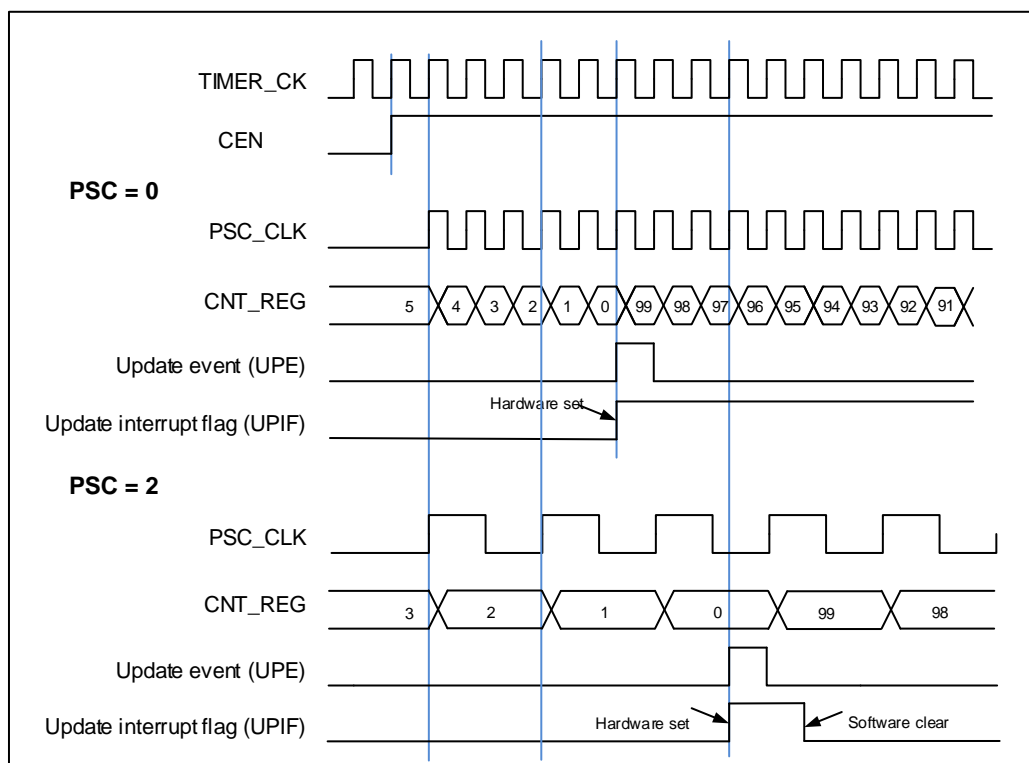 TIMER_CK
CEN
PSC = 0
PSC_CLK
CNT_REG 5 4 3 2 1 0 99 98 97 96 95 94 93 92 91
Update event (UPE)
Hardware set
Update interrupt flag (UPIF)
PSC = 2
PSC_CLK
CNT_REG 3 2 1 0 99 98
Update event (UPE)
Update interrupt flag (UPIF) Hardware set Software clear